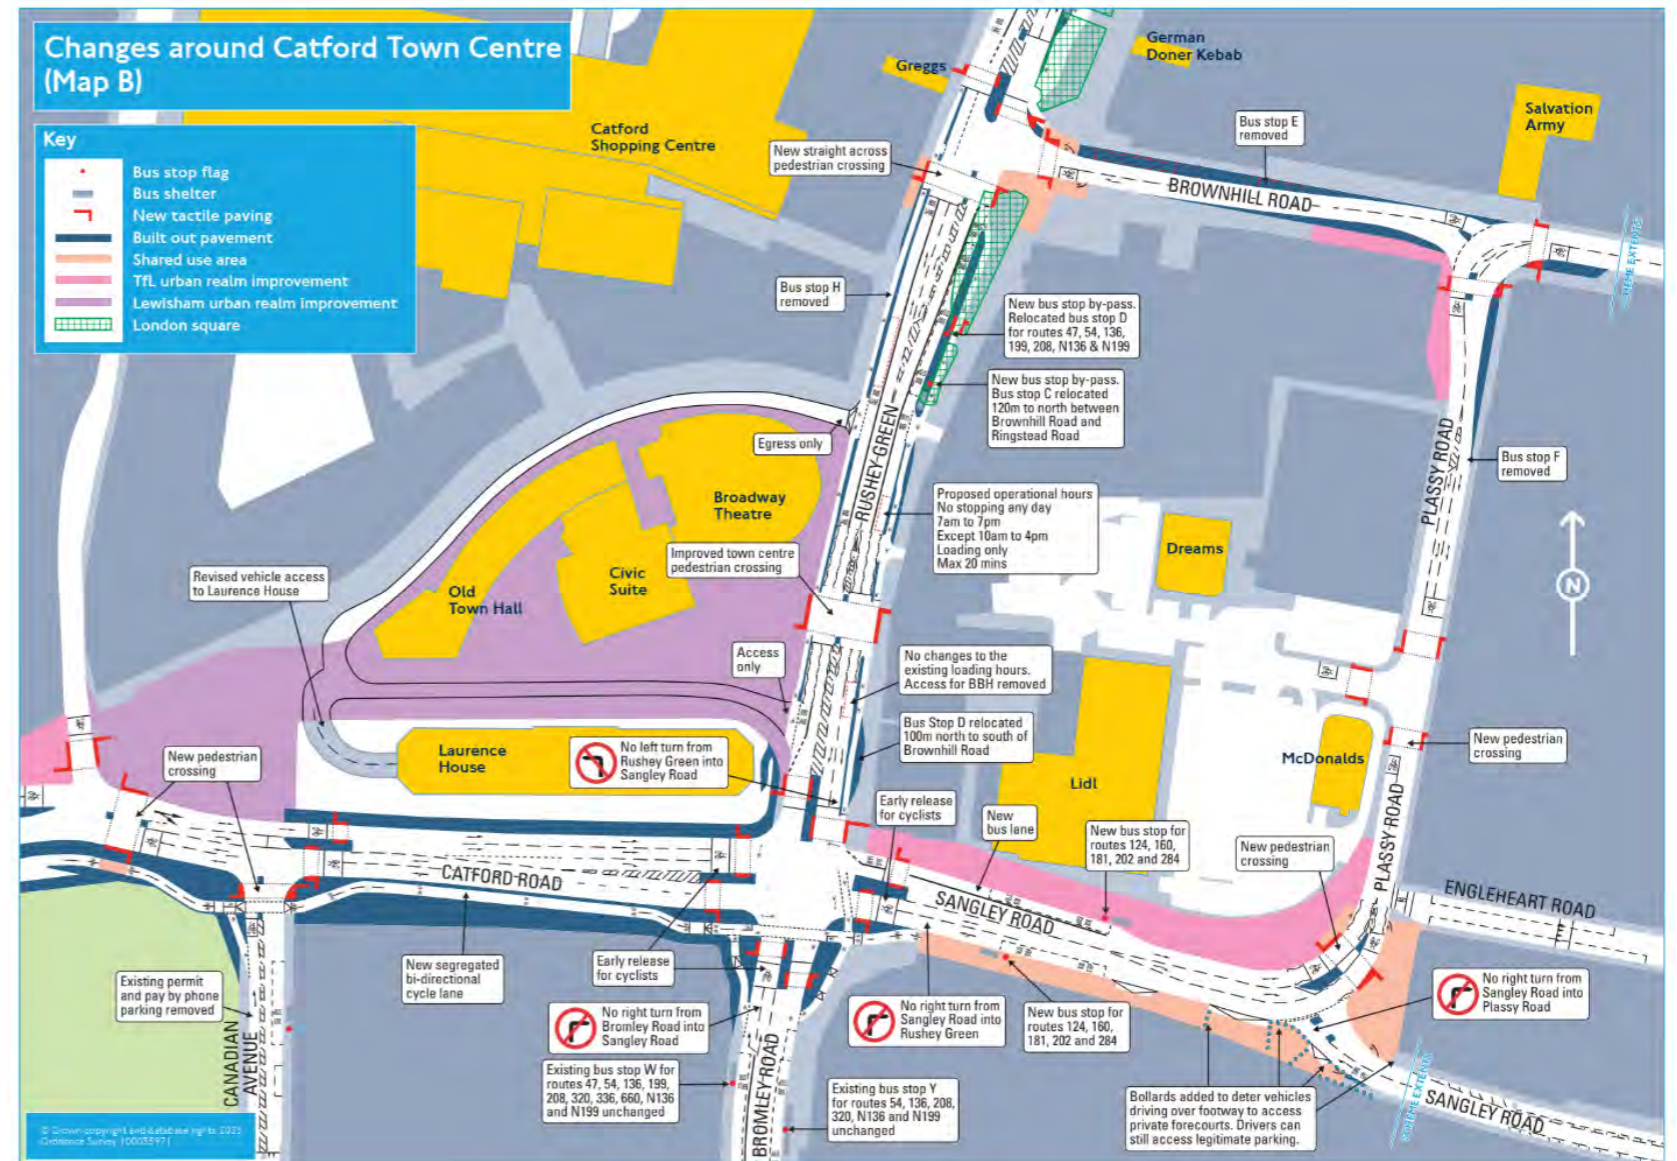 Changes around Catford Town Centre
(Map B)
Key
Bus stop flag
Bus shelter
New tactile paving
Built out pavement
Shared use area
TfL urban realm improvement
Lewisham urban realm improvement
London square
Greggs
German
Doner Kebab
Salvation
Army
Catford
Shopping Centre
New straight across
pedestrian crossing
Bus stop E
removed
BROWNHILL ROAD
SCHEME EXTENTS
Bus stop H
removed
New bus stop by-pass.
Relocated bus stop D
for routes 47, 54, 136,
199, 208, N136 & N199
New bus stop by-pass.
Bus stop C relocated
120m to north between
Brownhill Road and
Ringstead Road
Egress only
RUSHEY GREEN
PLASSY ROAD
Bus stop F
removed
Broadway
Theatre
Proposed operational hours
No stopping any day
7am to 7pm
Except 10am to 4pm
Loading only
Max 20 mins
Dreams
N
Improved town centre
pedestrian crossing
Civic
Suite
Old
Town Hall
Revised vehicle access
to Laurence House
Access
only
No changes to the
existing loading hours.
Access for BBH removed
Bus Stop D relocated
100m north to south of
Brownhill Road
New pedestrian
crossing
McDonalds
Lidl
Laurence
House
No left turn from
Rushey Green into
Sangley Road
New pedestrian
crossing
Early release
for cyclists
New
bus lane
New bus stop for
routes 124, 160,
181, 202 and 284
New pedestrian
crossing
PLASSY ROAD
CATFORD ROAD
SANGLEY ROAD
ENGLEHEART ROAD
Existing permit
and pay by phone
parking removed
New segregated
bi-directional
cycle lane
Early release
for cyclists
No right turn from
Bromley Road into
Sangley Road
No right turn from
Sangley Road into
Rushey Green
New bus stop for
routes 124, 160,
181, 202 and 284
No right turn from
Sangley Road into
Plassy Road
CANADIAN
AVENUE
Existing bus stop W for
routes 47, 54, 136, 199,
208, 320, 336, 660, N136
and N199 unchanged
BROMLEY ROAD
Existing bus stop Y
for routes 54, 136, 208,
320, N136 and N199
unchanged
Bollards added to deter vehicles
driving over footway to access
private forecourts. Drivers can
still access legitimate parking.
SCHEME EXTENTS
SANGLEY ROAD
© Crown copyright and database rights 2025
Ordnance Survey 100035971